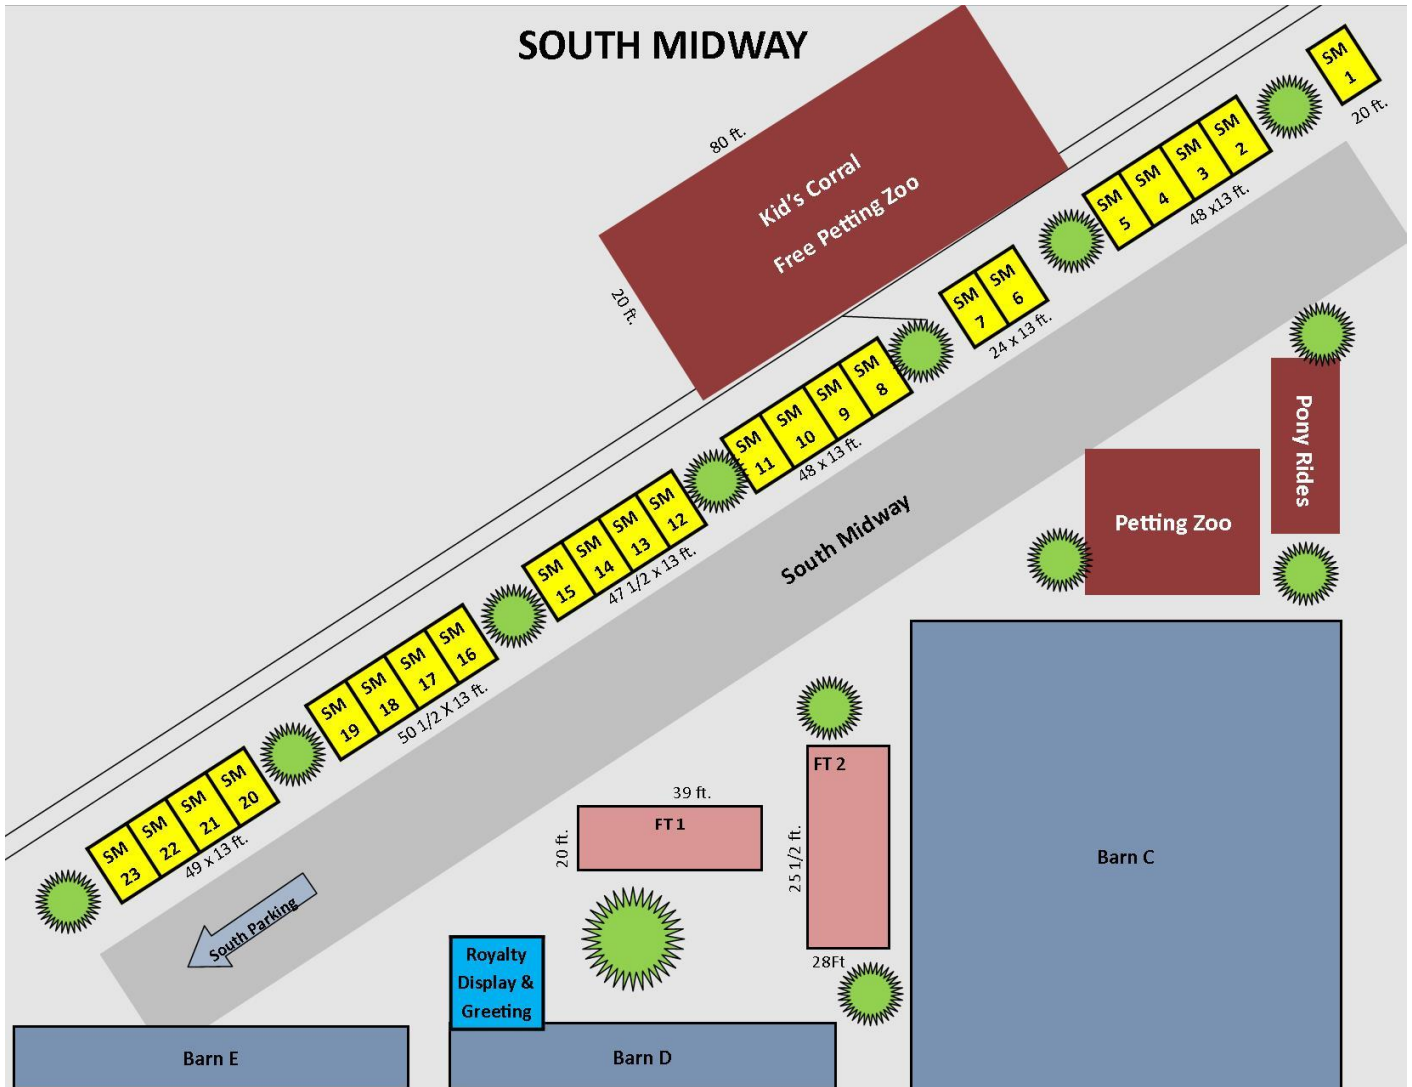 SOUTH MIDWAY
80 ft.
20 ft.
Kid's Corral
Free Petting Zoo
SM
1
20 ft.
SM
2
SM
3
SM
4
SM
5
48 x13 ft.
SM
6
SM
7
24 x 13 ft.
SM
8
SM
9
SM
10
SM
11
48 x 13 ft.
SM
12
SM
13
SM
14
SM
15
47 1/2 x 13 ft.
SM
16
SM
17
SM
18
SM
19
50 1/2 X 13 ft.
SM
20
SM
21
SM
22
SM
23
49 x 13 ft.
South Midway
Pony Rides
Petting Zoo
South Parking
39 ft.
20 ft.
FT 1
FT 2
25 1/2 ft.
28Ft
Royalty
Display &
Greeting
Barn C
Barn D
Barn E